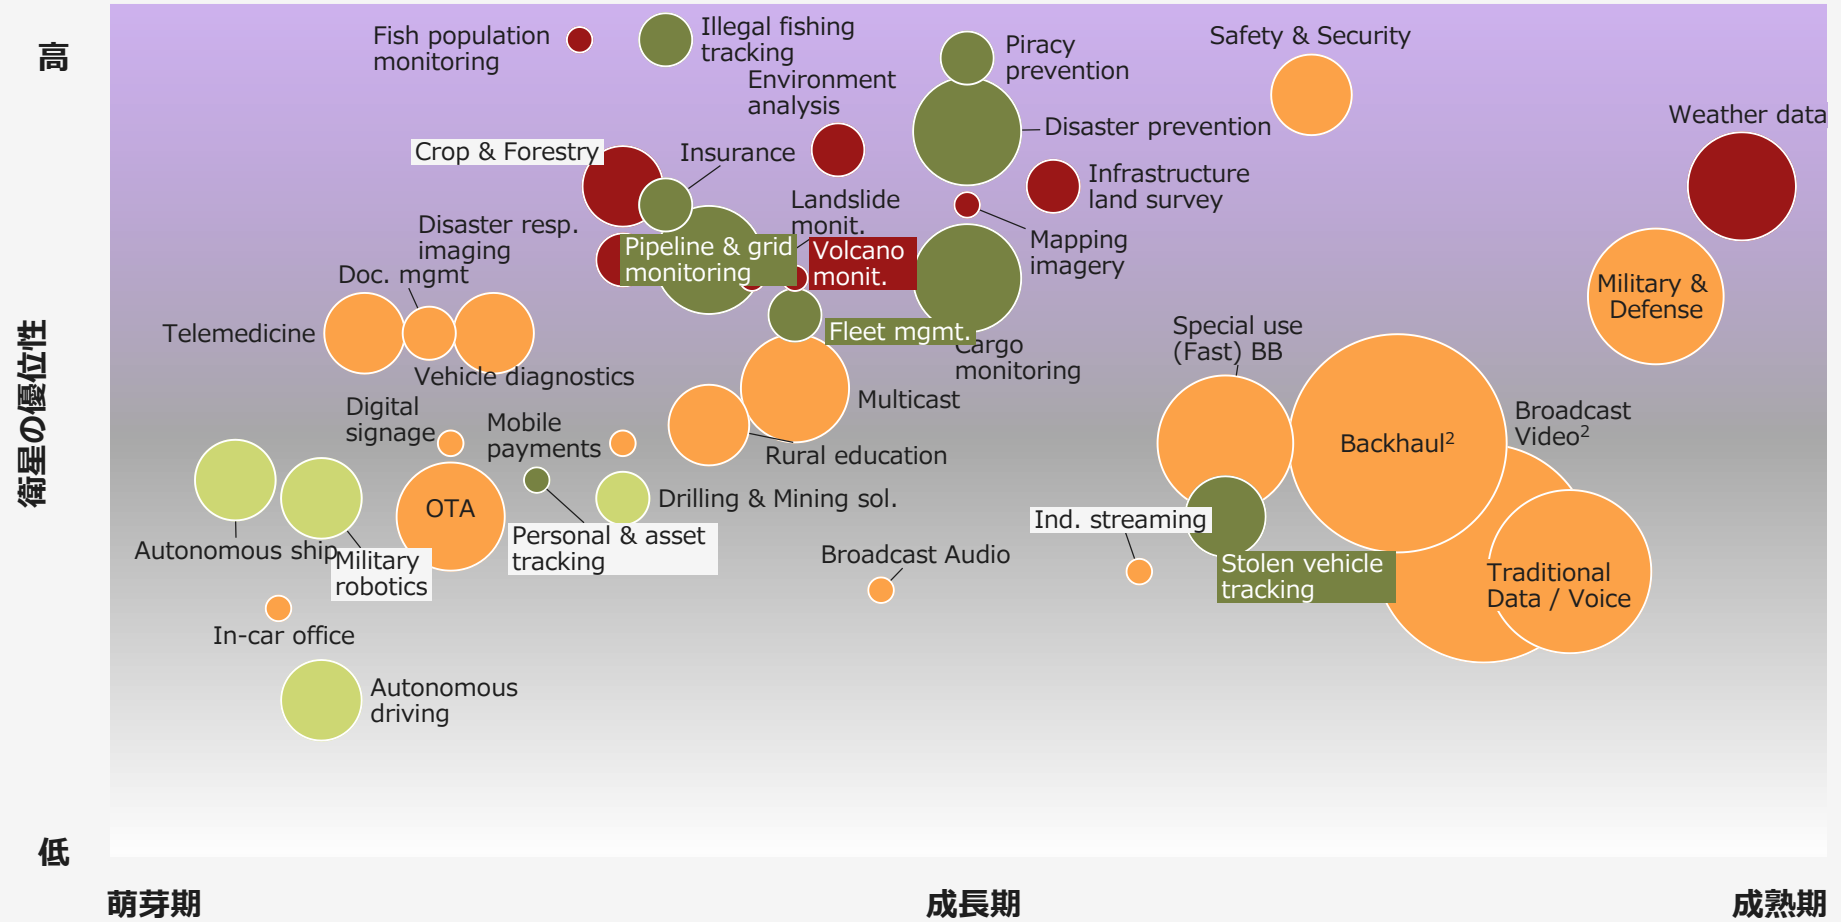 高
Fish population
monitoring
Illegal fishing
tracking
Piracy
prevention
Safety & Security
Environment
analysis
Weather data
Disaster prevention
Crop & Forestry
Insurance
Infrastructure
land survey
Landslide
monit.
Disaster resp.
imaging
Mapping
imagery
Pipeline & grid
monitoring
Volcano
monit.
Doc. mgmt
Military &
Defense
Telemedicine
Fleet mgmt.
Special use
(Fast) BB
Cargo
monitoring
Vehicle diagnostics
衛星の優位性
Digital
signage
Mobile
payments
Multicast
Broadcast
Video2
Backhaul2
Rural education
OTA
Drilling & Mining sol.
Ind. streaming
Personal & asset
tracking
Autonomous ship
Military
robotics
Broadcast Audio
Stolen vehicle
tracking
Traditional
Data / Voice
In-car office
Autonomous
driving
低
萌芽期
成長期
成熟期